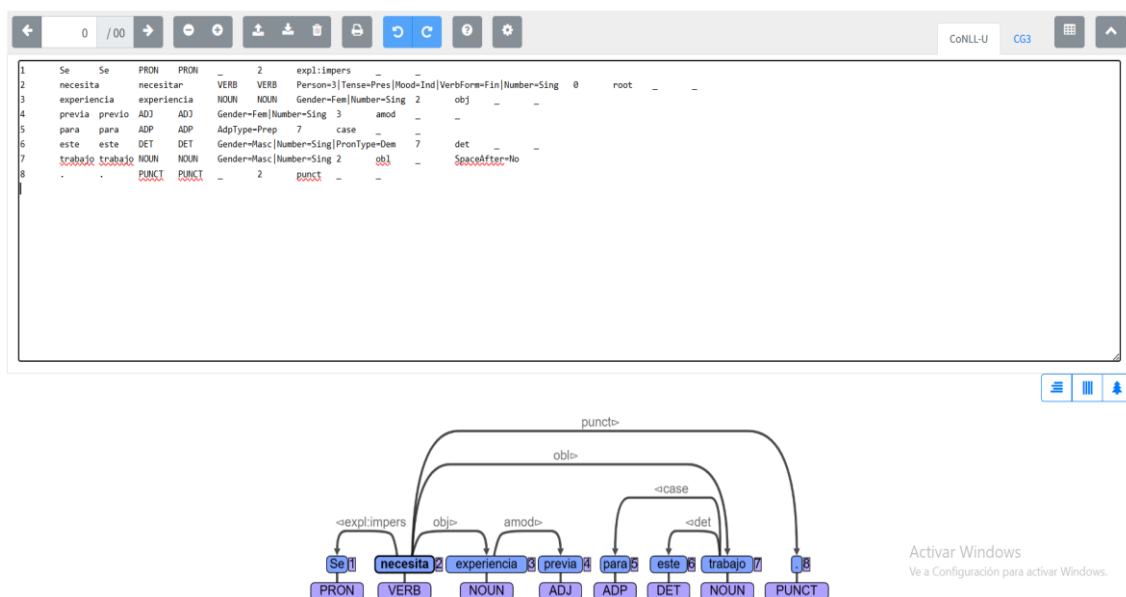 0 / 00
CoNLL-U CG3
1 Se Se PRON PRON _ 2 expl:impers _ _
2 necesita necesitar VERB VERB Person=3|Tense=Pres|Mood=Ind|VerbForm=Fin|Number=Sing 0 root _ _
3 experiencia experiencia NOUN NOUN Gender=Fem|Number=Sing 2 obj _ _
4 previa previo ADJ ADJ Gender=Fem|Number=Sing 3 amod _ _
5 para para ADP ADP AdpType=Prep 7 case _ _
6 este este DET DET Gender=Masc|Number=Sing|PronType=Dem 7 det _ _
7 trabajo trabajo NOUN NOUN Gender=Masc|Number=Sing 2 obl _ SpaceAfter=No
8 . . PUNCT PUNCT _ 2 punct _ _
punct▻
obl▻
◅case
◅expl:impers obj▻ amod▻ ◅det
Se 1 necesita 2 experiencia 3 previa 4 para 5 este 6 trabajo 7 . 8
PRON VERB NOUN ADJ ADP DET NOUN PUNCT
Activar Windows
Ve a Configuración para activar Windows.